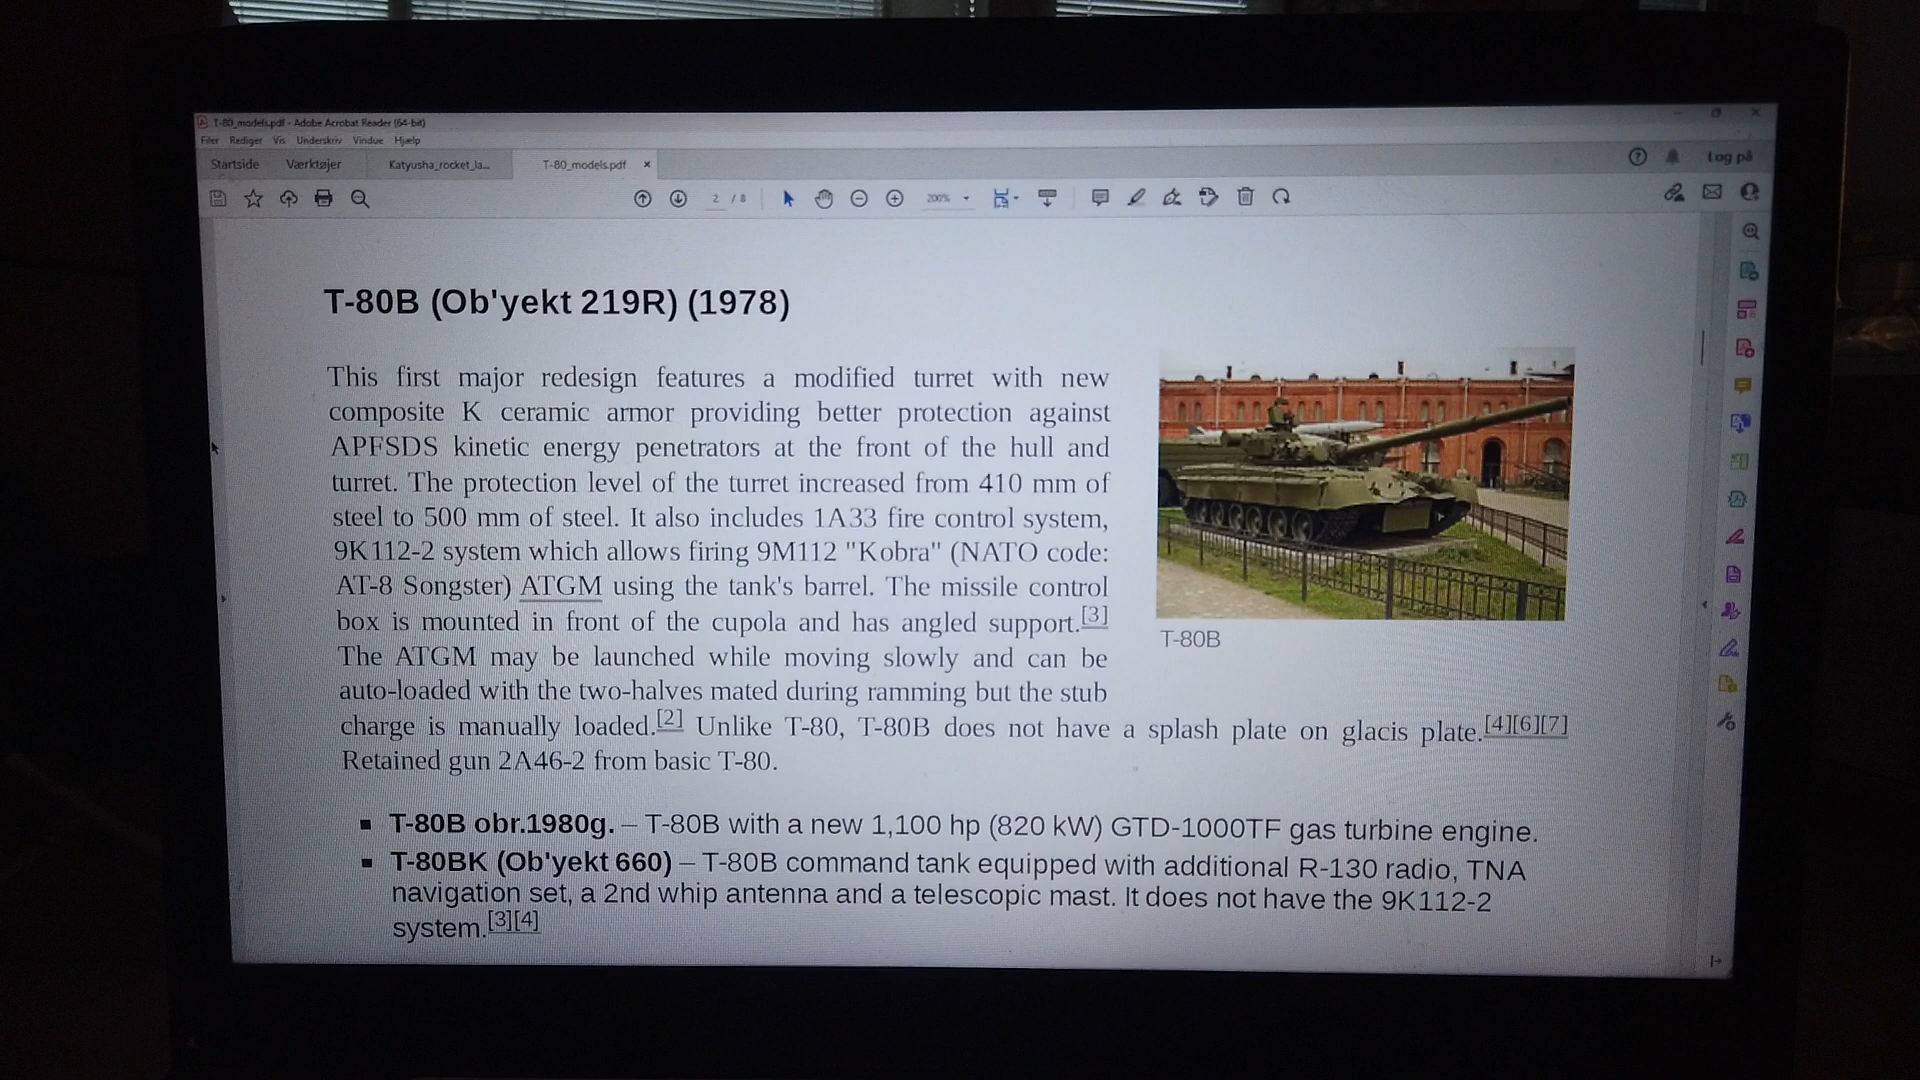 T-80_models.pdf - Adobe Acrobat Reader (64-bit)
Filer Rediger Vis Underskriv Vindue Hjælp
Startside Værktøjer Katyusha_rocket_la... T-80_models.pdf × Log på
2 / 8 200%
T-80B (Ob'yekt 219R) (1978)
This first major redesign features a modified turret with new
composite K ceramic armor providing better protection against
APFSDS kinetic energy penetrators at the front of the hull and
turret. The protection level of the turret increased from 410 mm of
steel to 500 mm of steel. It also includes 1A33 fire control system,
9K112-2 system which allows firing 9M112 "Kobra" (NATO code:
AT-8 Songster) ATGM using the tank's barrel. The missile control
box is mounted in front of the cupola and has angled support.[3]
The ATGM may be launched while moving slowly and can be
auto-loaded with the two-halves mated during ramming but the stub
charge is manually loaded.[2] Unlike T-80, T-80B does not have a splash plate on glacis plate.[4][6][7]
Retained gun 2A46-2 from basic T-80.
T-80B
▪ T-80B obr.1980g. – T-80B with a new 1,100 hp (820 kW) GTD-1000TF gas turbine engine.
▪ T-80BK (Ob'yekt 660) – T-80B command tank equipped with additional R-130 radio, TNA
navigation set, a 2nd whip antenna and a telescopic mast. It does not have the 9K112-2
system.[3][4]